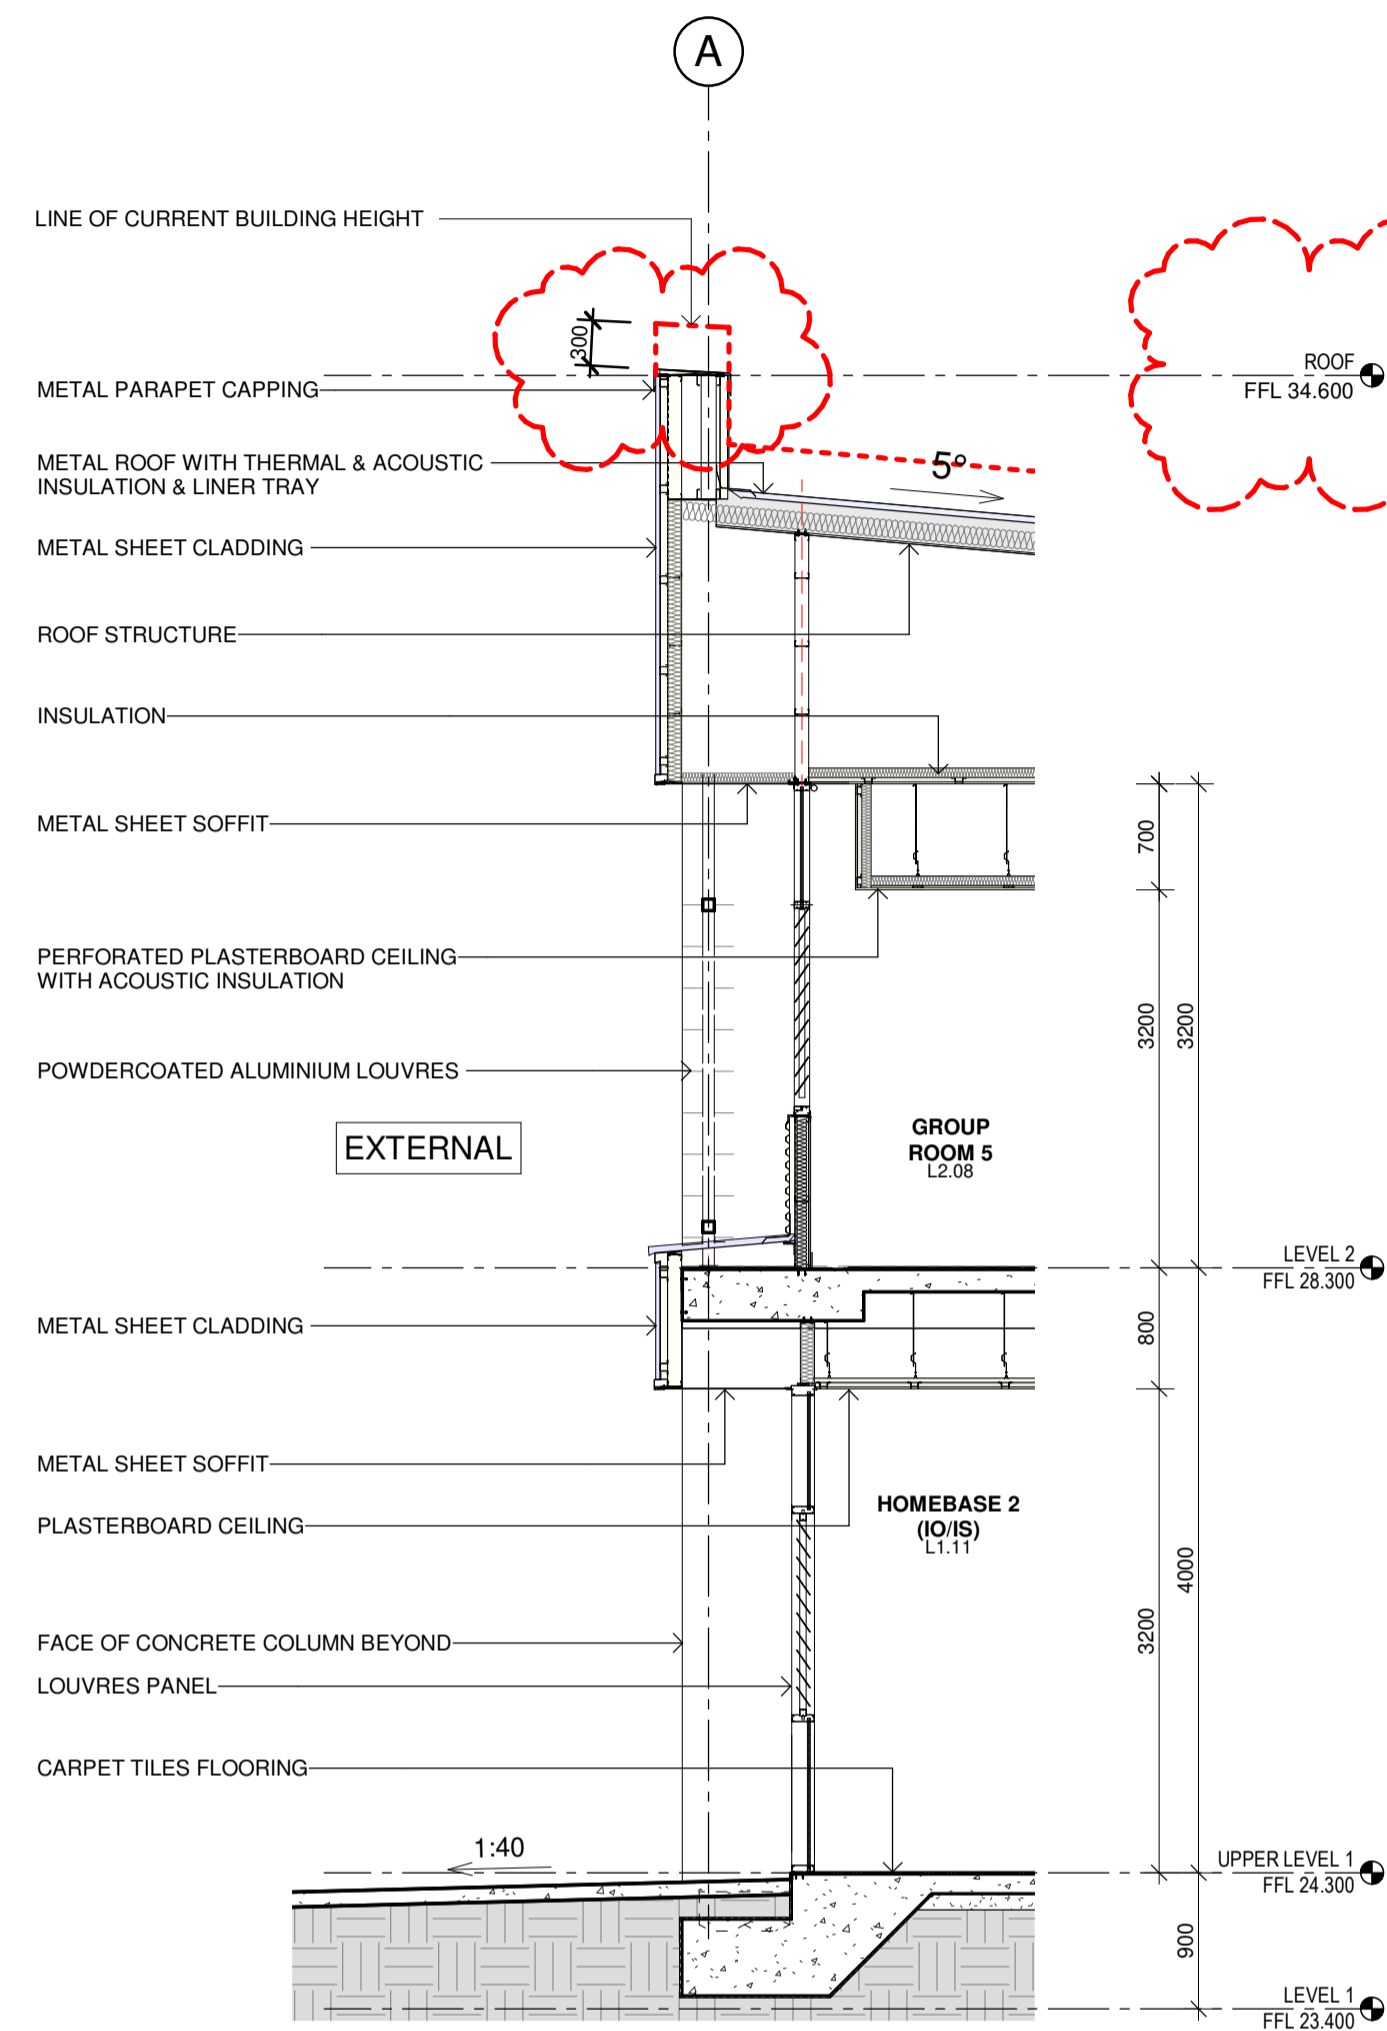 A
LINE OF CURRENT BUILDING HEIGHT
300
ROOF
FFL 34.600
METAL PARAPET CAPPING
METAL ROOF WITH THERMAL & ACOUSTIC
INSULATION & LINER TRAY
5°
METAL SHEET CLADDING
ROOF STRUCTURE
INSULATION
METAL SHEET SOFFIT
700
PERFORATED PLASTERBOARD CEILING
WITH ACOUSTIC INSULATION
3200
3200
POWDERCOATED ALUMINIUM LOUVRES
EXTERNAL
GROUP
ROOM 5
L2.08
LEVEL 2
FFL 28.300
METAL SHEET CLADDING
800
METAL SHEET SOFFIT
PLASTERBOARD CEILING
HOMEBASE 2
(IO/IS)
L1.11
4000
3200
FACE OF CONCRETE COLUMN BEYOND
LOUVRES PANEL
CARPET TILES FLOORING
1:40
UPPER LEVEL 1
FFL 24.300
900
LEVEL 1
FFL 23.400